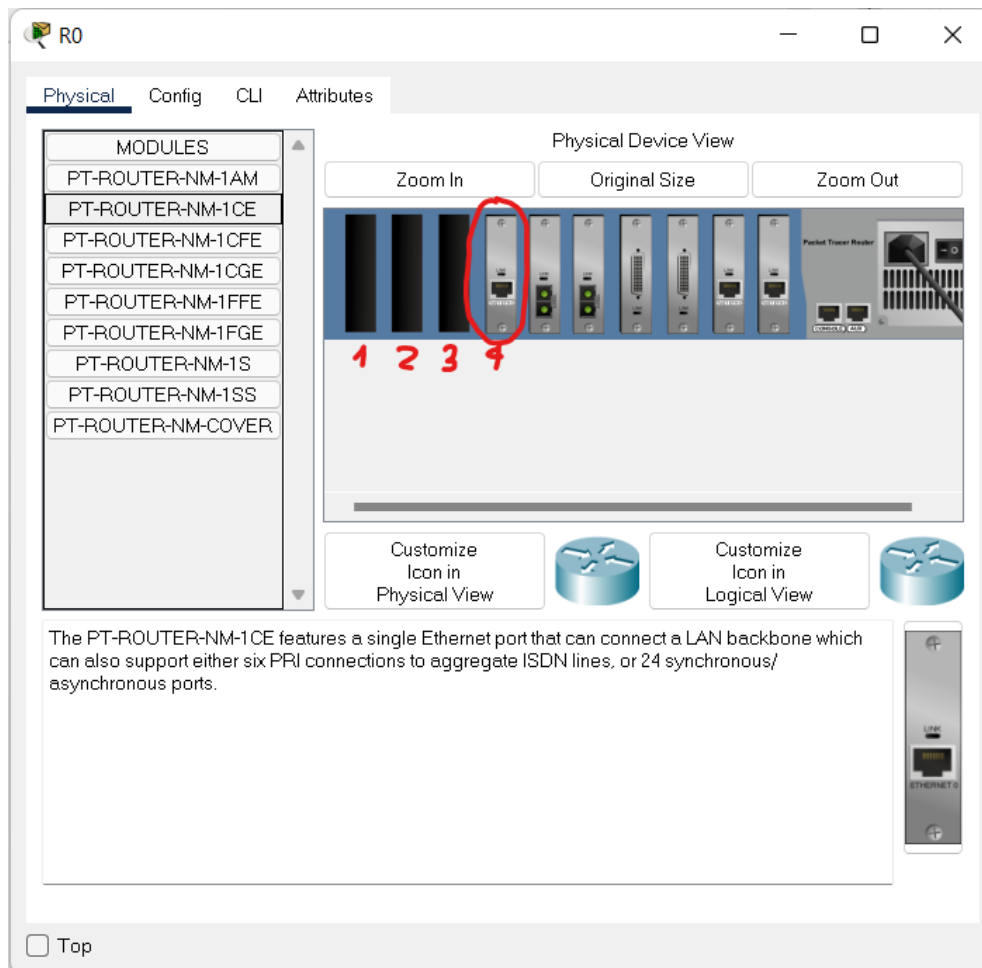 R0
Physical Config CLI Attributes
MODULES
PT-ROUTER-NM-1AM
PT-ROUTER-NM-1CE
PT-ROUTER-NM-1CFE
PT-ROUTER-NM-1CGE
PT-ROUTER-NM-1FFE
PT-ROUTER-NM-1FGE
PT-ROUTER-NM-1S
PT-ROUTER-NM-1SS
PT-ROUTER-NM-COVER
Physical Device View
Zoom In Original Size Zoom Out
Packet Tracer Router
CONSOLE AUX
1 2 3 4
Customize
Icon in
Physical View
Customize
Icon in
Logical View
The PT-ROUTER-NM-1CE features a single Ethernet port that can connect a LAN backbone which
can also support either six PRI connections to aggregate ISDN lines, or 24 synchronous/
asynchronous ports.
LINK
ETHERNET 0
Top